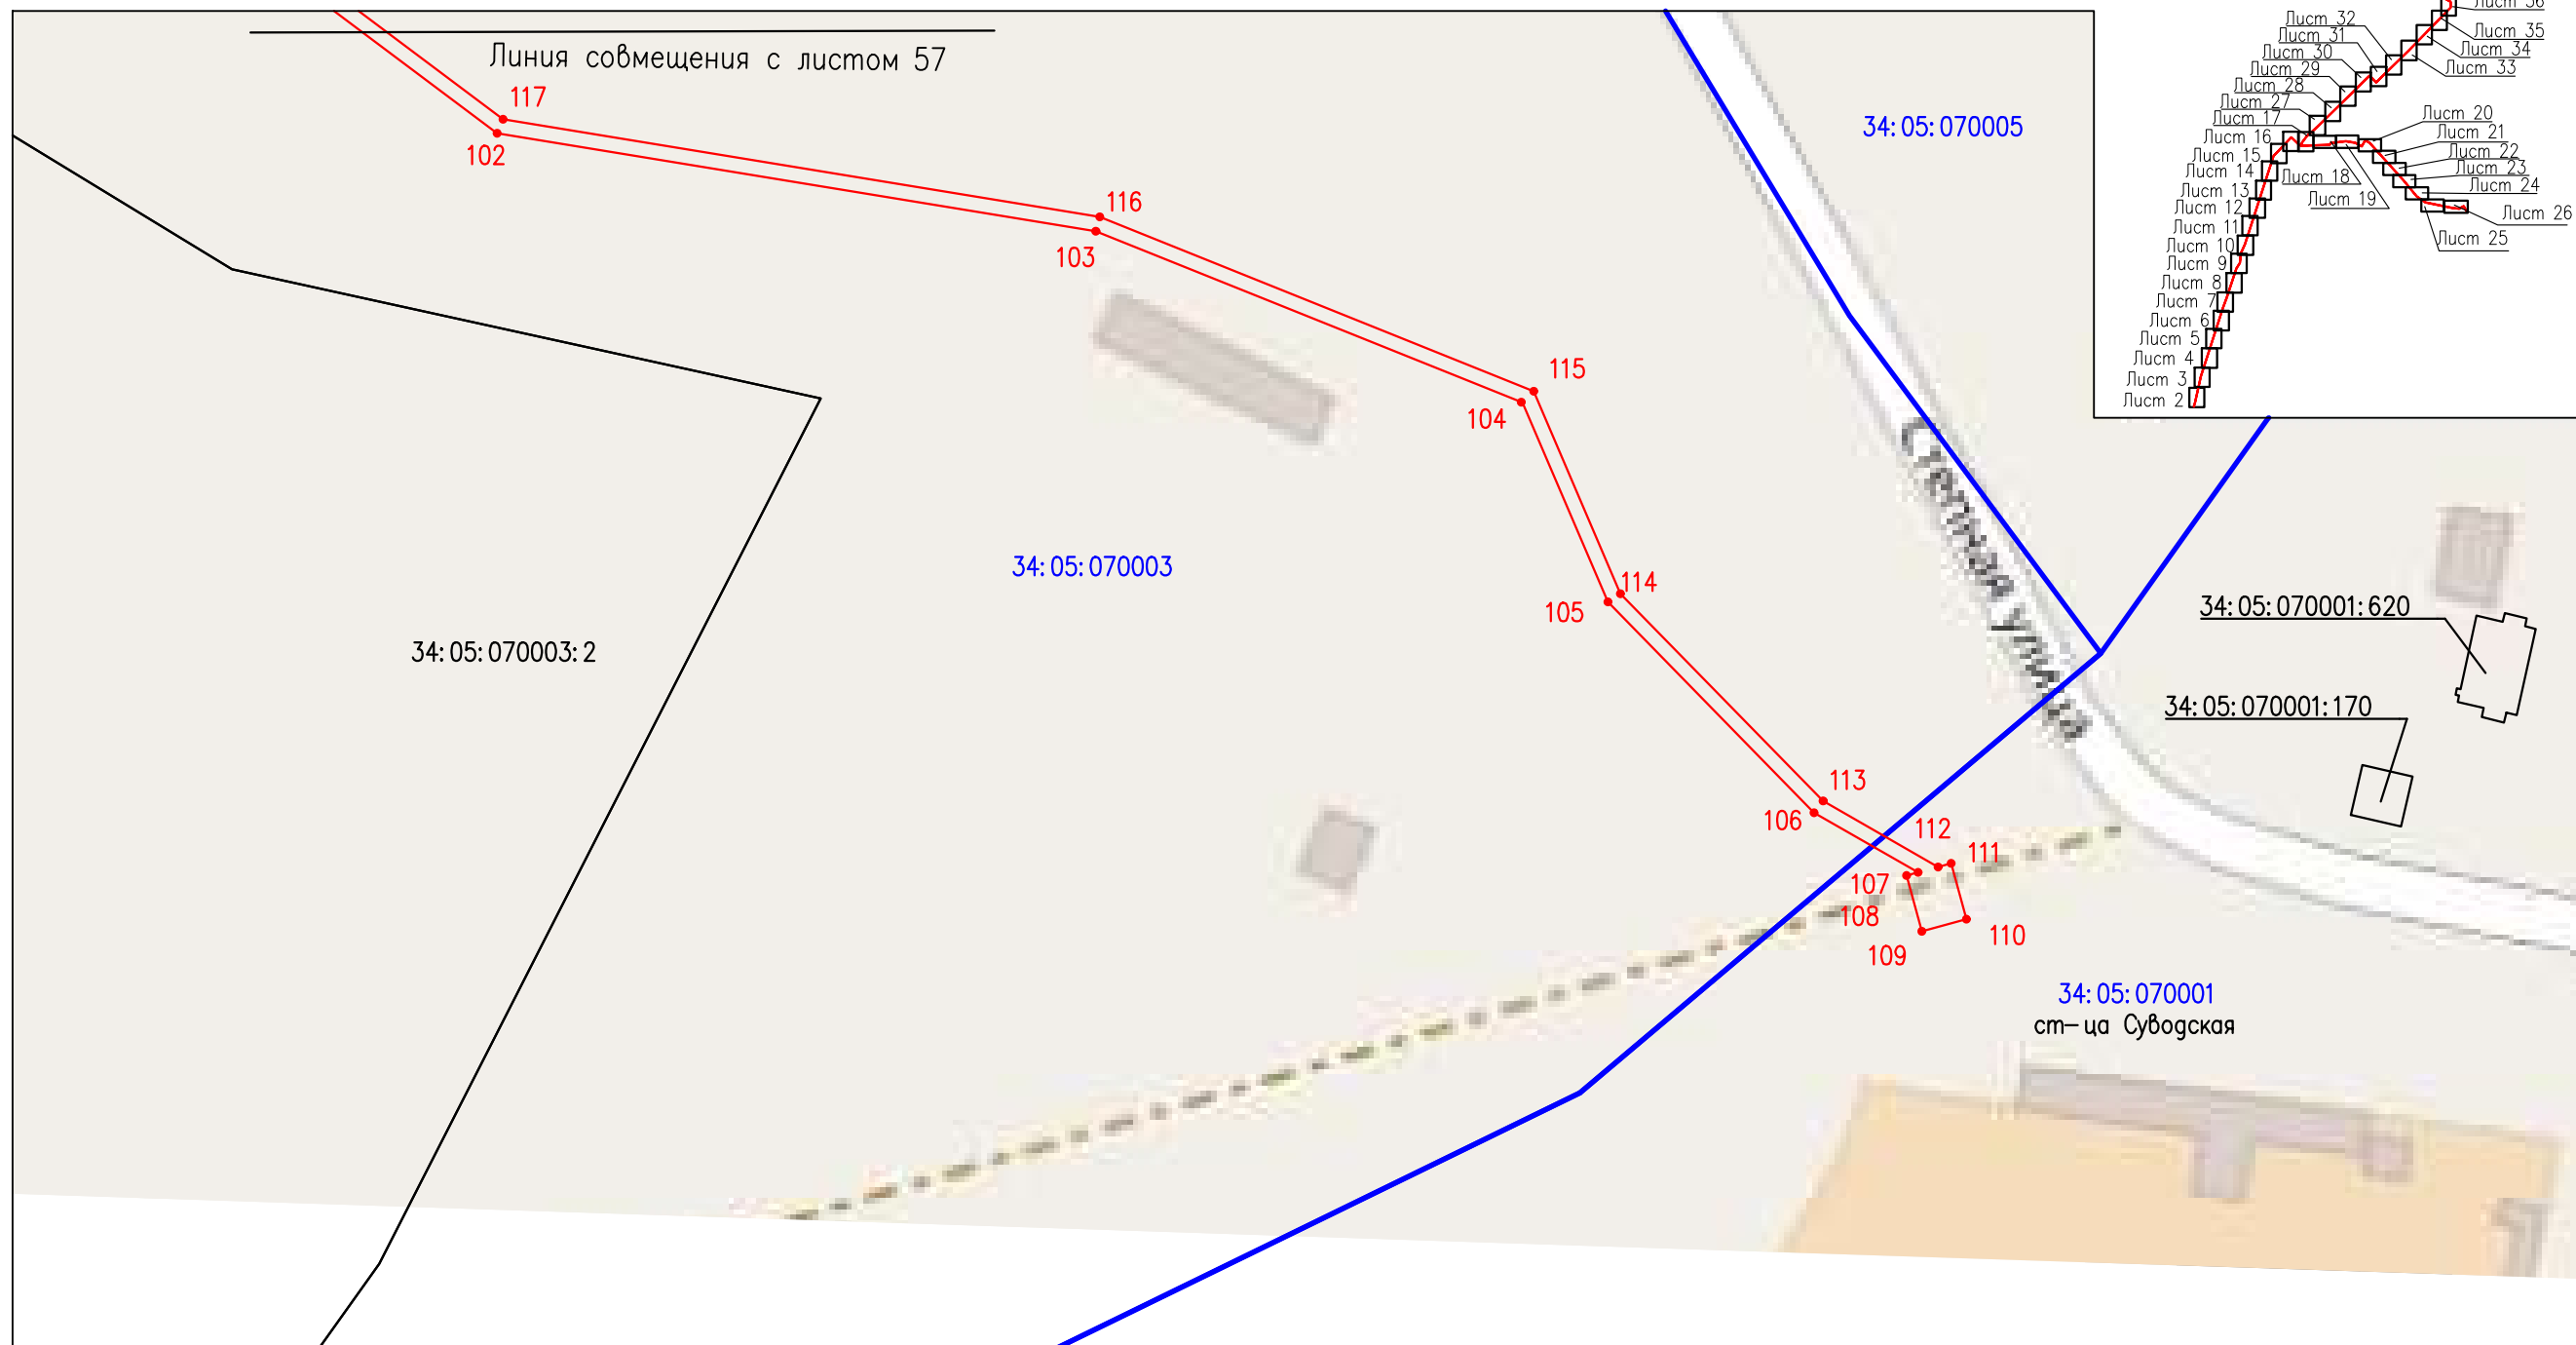 Линия совмещения с листом 57
117
102
116
103
115
104
114
105
113
106
112
111
107
108
109
110
34:05:070005
34:05:070003
34:05:070003:2
34:05:070001:620
34:05:070001:170
34:05:070001
ст-ца Суводская
Степная улица
Лист 36
Лист 35
Лист 34
Лист 33
Лист 32
Лист 31
Лист 30
Лист 29
Лист 28
Лист 27
Лист 17
Лист 16
Лист 15
Лист 14
Лист 13
Лист 12
Лист 11
Лист 10
Лист 9
Лист 8
Лист 7
Лист 6
Лист 5
Лист 4
Лист 3
Лист 2
Лист 18
Лист 19
Лист 20
Лист 21
Лист 22
Лист 23
Лист 24
Лист 26
Лист 25